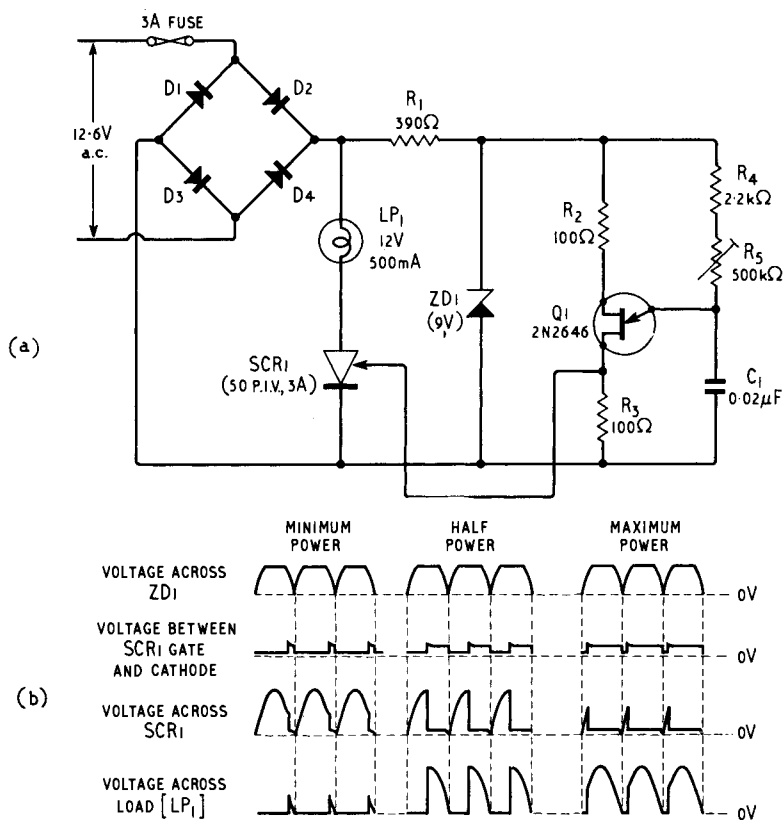 3A FUSE
12·6V
a.c.
D1
D2
D3
D4
R1
390Ω
LP1
12V
500mA
SCR1
(50 P.I.V., 3A)
ZD1
(9V)
R2
100Ω
Q1
2N2646
R3
100Ω
R4
2·2kΩ
R5
500kΩ
C1
0·02μF
(a)
MINIMUM POWER
HALF POWER
MAXIMUM POWER
VOLTAGE ACROSS
ZD1
0V
VOLTAGE BETWEEN
SCR1 GATE
AND CATHODE
0V
(b)
VOLTAGE ACROSS
SCR1
0V
VOLTAGE ACROSS
LOAD [LP1]
0V